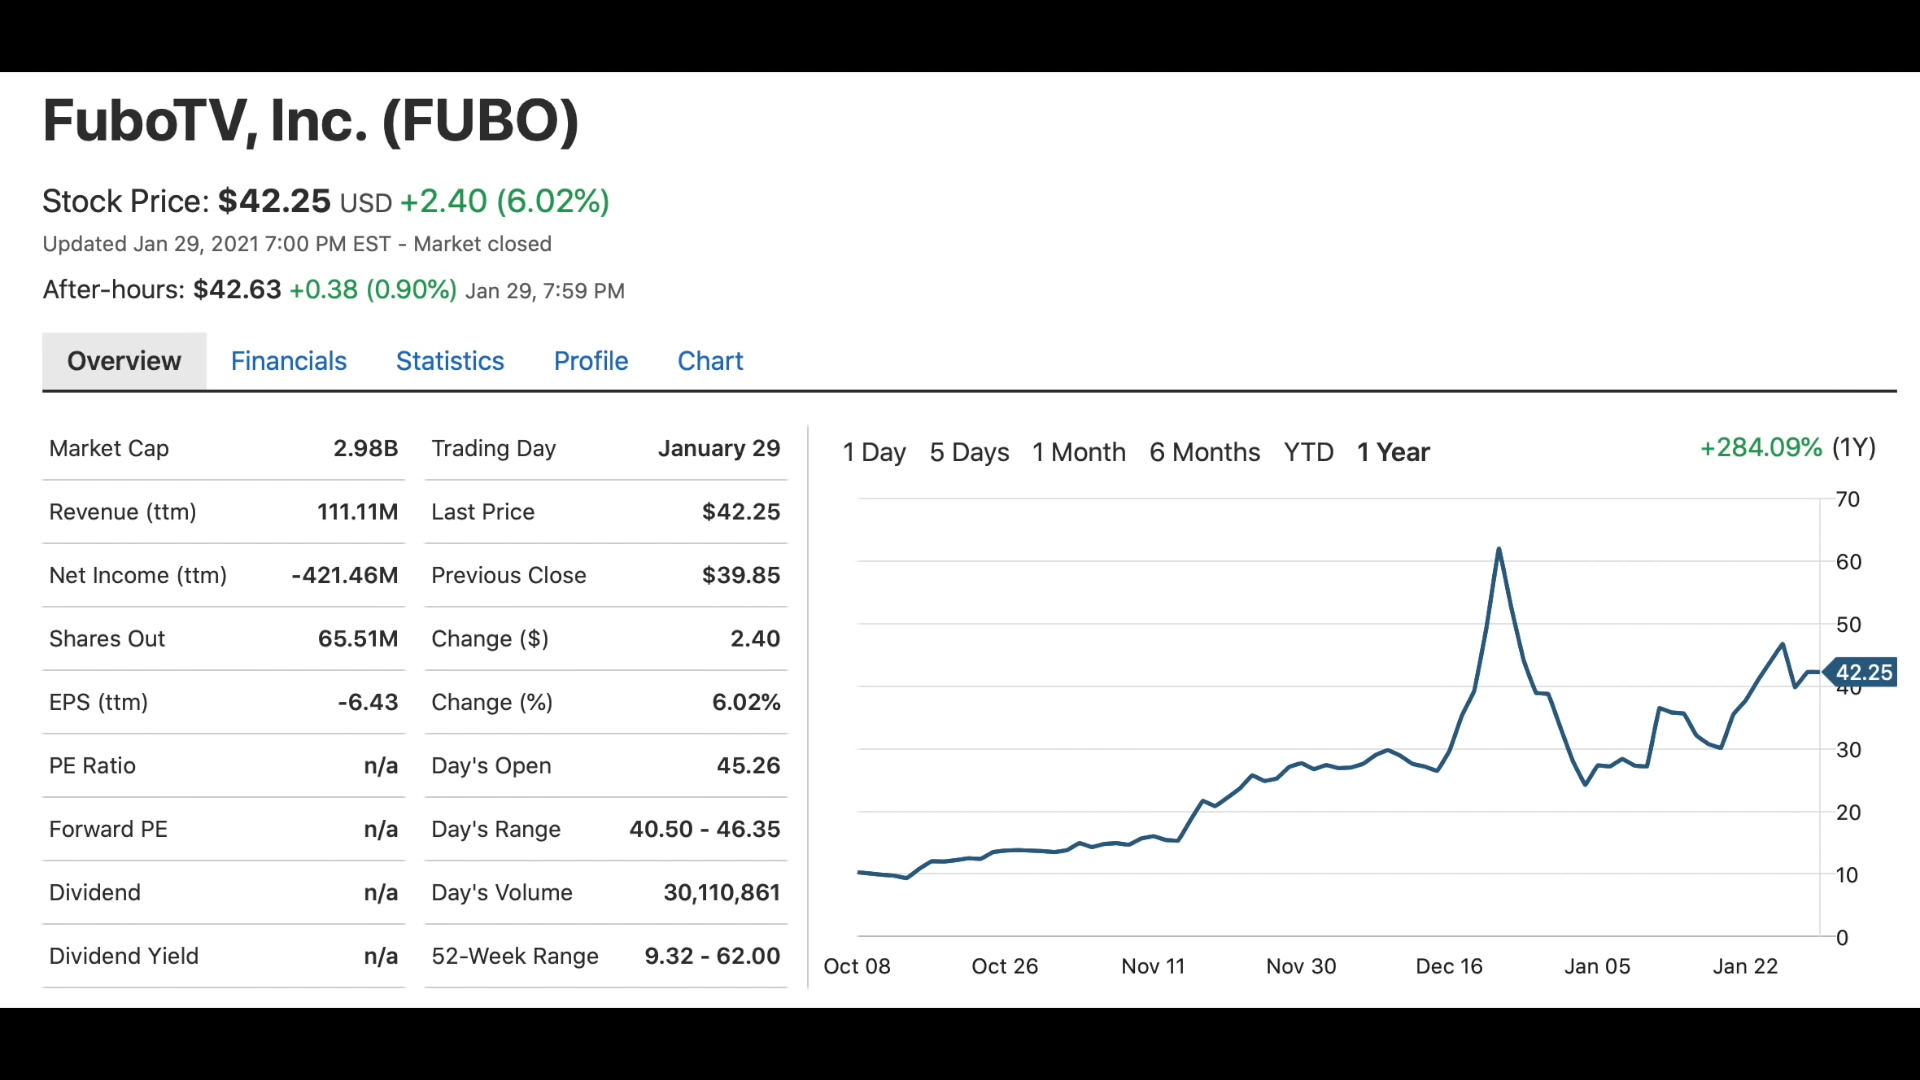 FuboTV, Inc. (FUBO)
Stock Price: $42.25 USD +2.40 (6.02%)
Updated Jan 29, 2021 7:00 PM EST - Market closed
After-hours: $42.63 +0.38 (0.90%) Jan 29, 7:59 PM
Overview Financials Statistics Profile Chart
Market Cap 2.98B
Revenue (ttm) 111.11M
Net Income (ttm) -421.46M
Shares Out 65.51M
EPS (ttm) -6.43
PE Ratio n/a
Forward PE n/a
Dividend n/a
Dividend Yield n/a
Trading Day January 29
Last Price $42.25
Previous Close $39.85
Change ($) 2.40
Change (%) 6.02%
Day's Open 45.26
Day's Range 40.50 - 46.35
Day's Volume 30,110,861
52-Week Range 9.32 - 62.00
1 Day 5 Days 1 Month 6 Months YTD 1 Year +284.09% (1Y)
70
60
50
42.25
40
30
20
10
0
Oct 08 Oct 26 Nov 11 Nov 30 Dec 16 Jan 05 Jan 22